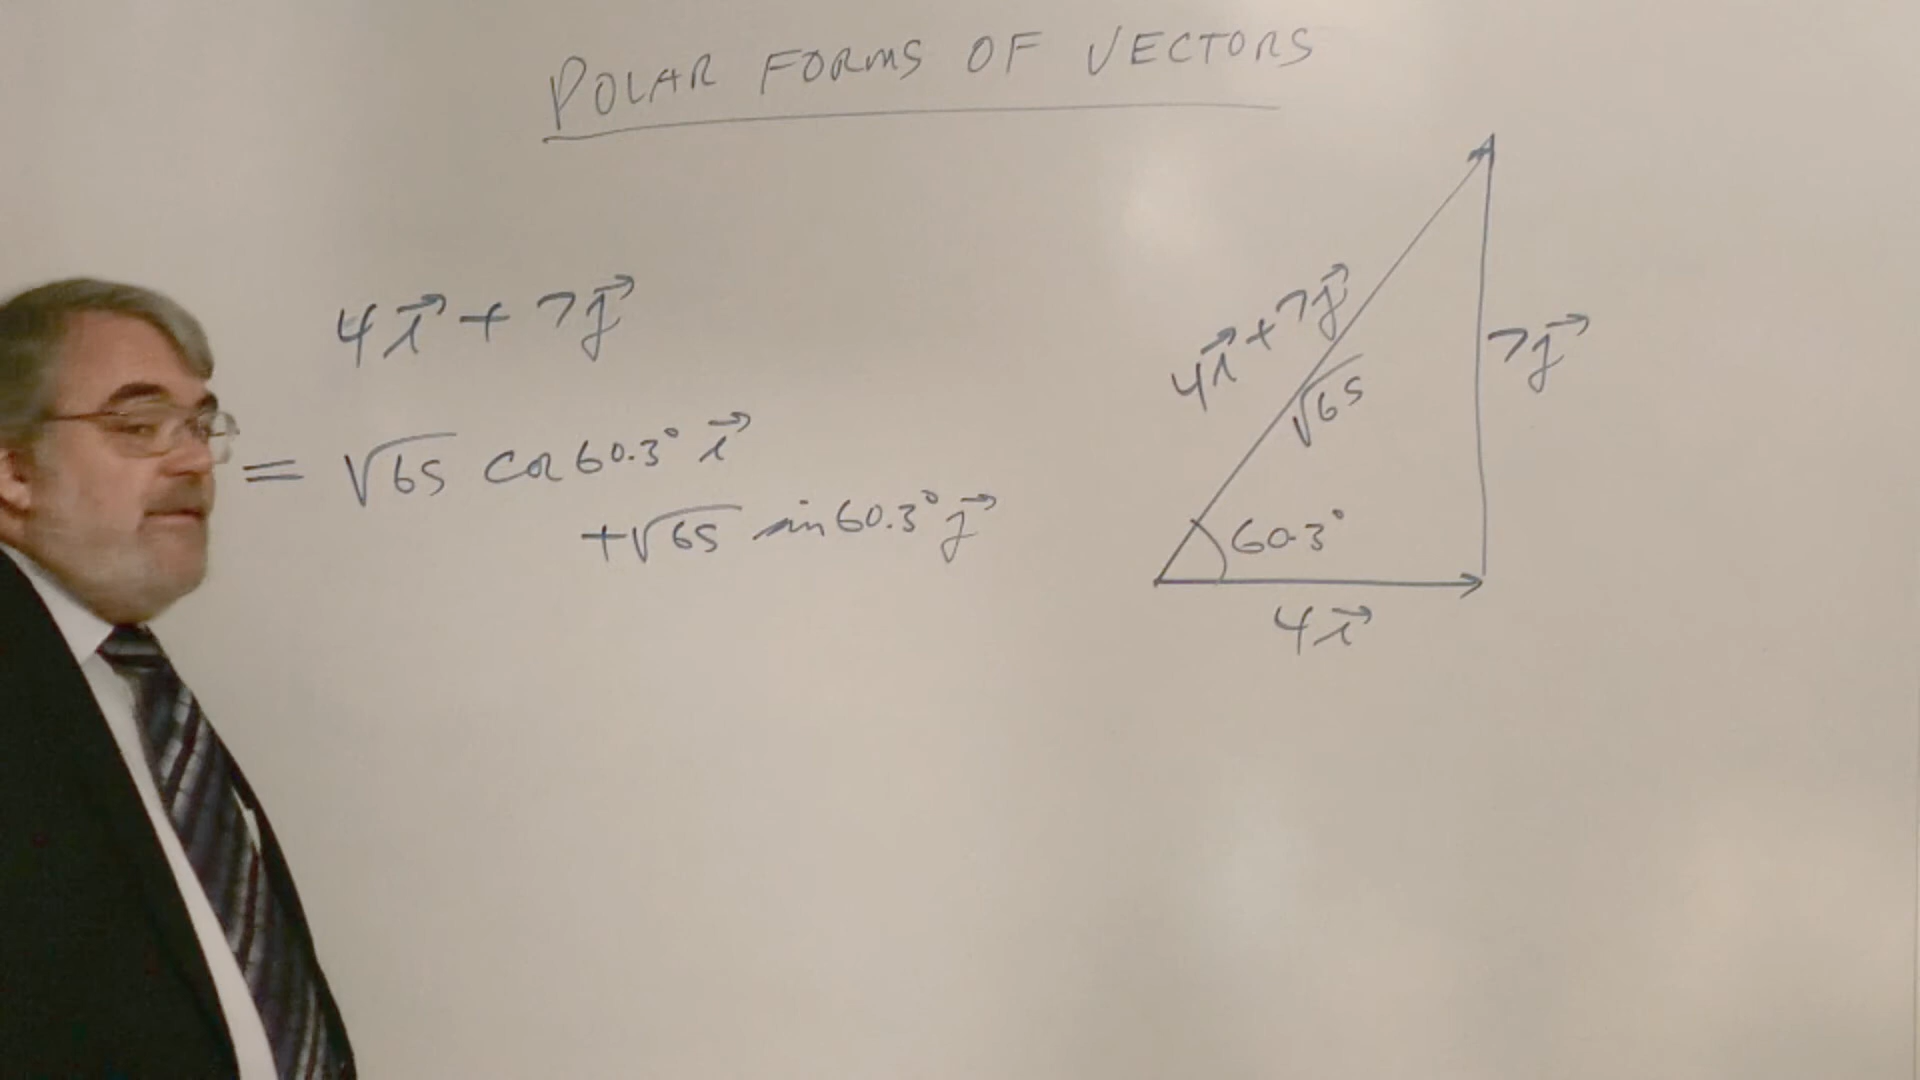 POLAR FORMS OF VECTORS
4i⃗ + 7j⃗
= √65 cos 60.3° i⃗
+ √65 sin 60.3° j⃗
4i⃗ + 7j⃗
√65
7j⃗
60.3°
4i⃗